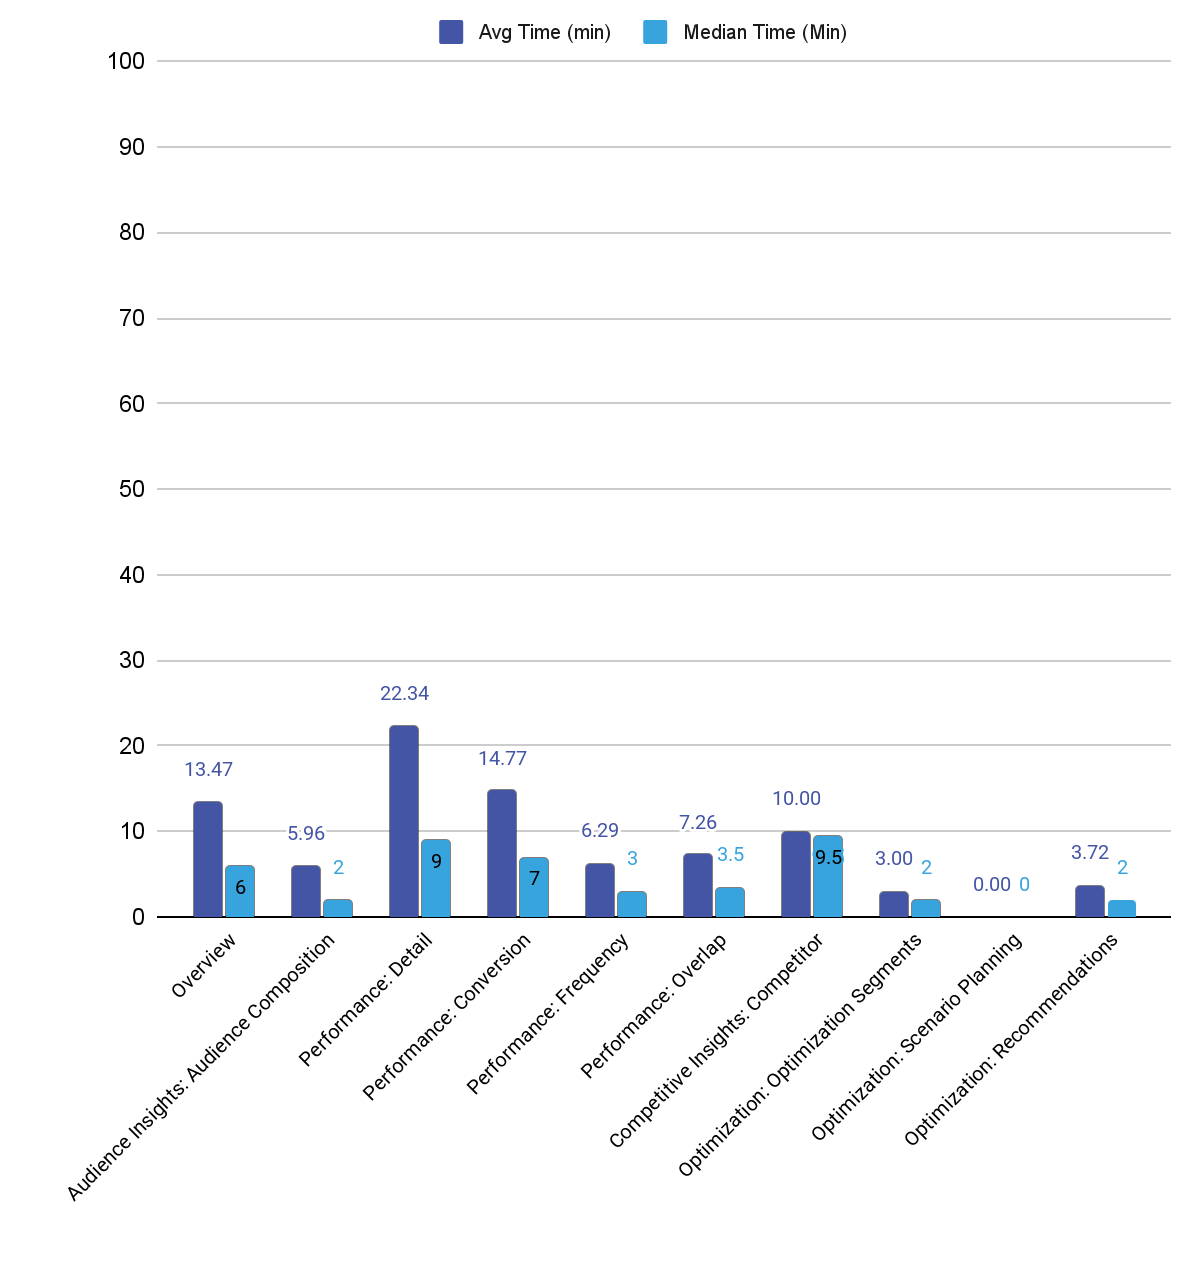 Avg Time (min) Median Time (Min)
100
90
80
70
60
50
40
30
20
10
0
13.47
6
5.96
2
22.34
9
14.77
7
6.29
3
7.26
3.5
10.00
9.5
3.00
2
0.00
0
3.72
2
Overview
Audience Insights: Audience Composition
Performance: Detail
Performance: Conversion
Performance: Frequency
Performance: Overlap
Competitive Insights: Competitor
Optimization: Optimization Segments
Optimization: Scenario Planning
Optimization: Recommendations